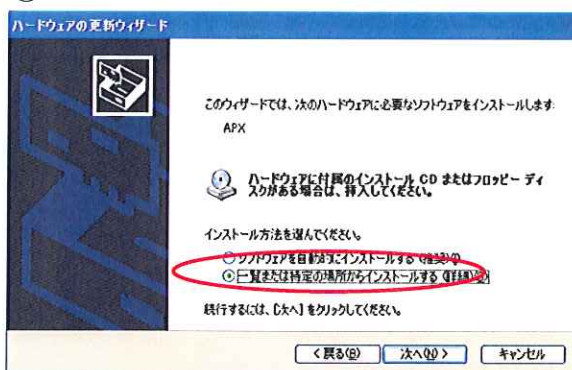 ハードウェアの更新ウィザード
このウィザードでは、次のハードウェアに必要なソフトウェアをインストールします:
APX
ハードウェアに付属のインストール CD またはフロッピー ディ
スクがある場合は、挿入してください。
インストール方法を選んでください。
ソフトウェアを自動的にインストールする (推奨)(I)
一覧または特定の場所からインストールする (詳細)(S)
続行するには、[次へ] をクリックしてください。
< 戻る(B)
次へ(N) >
キャンセル